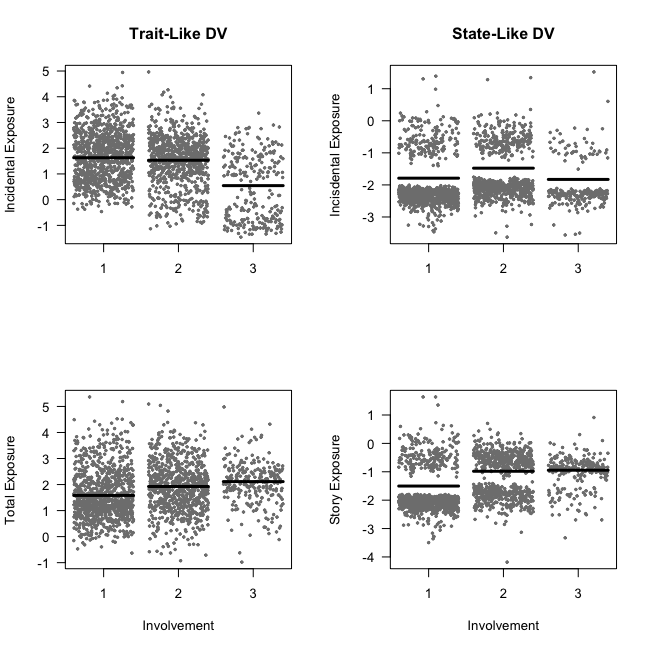 Trait-Like DV
State-Like DV
Incidental Exposure
5
4
3
2
1
0
-1
1 2 3
Incisdental Exposure
1
0
-1
-2
-3
1 2 3
Total Exposure
5
4
3
2
1
0
-1
1 2 3
Involvement
Story Exposure
1
0
-1
-2
-3
-4
1 2 3
Involvement